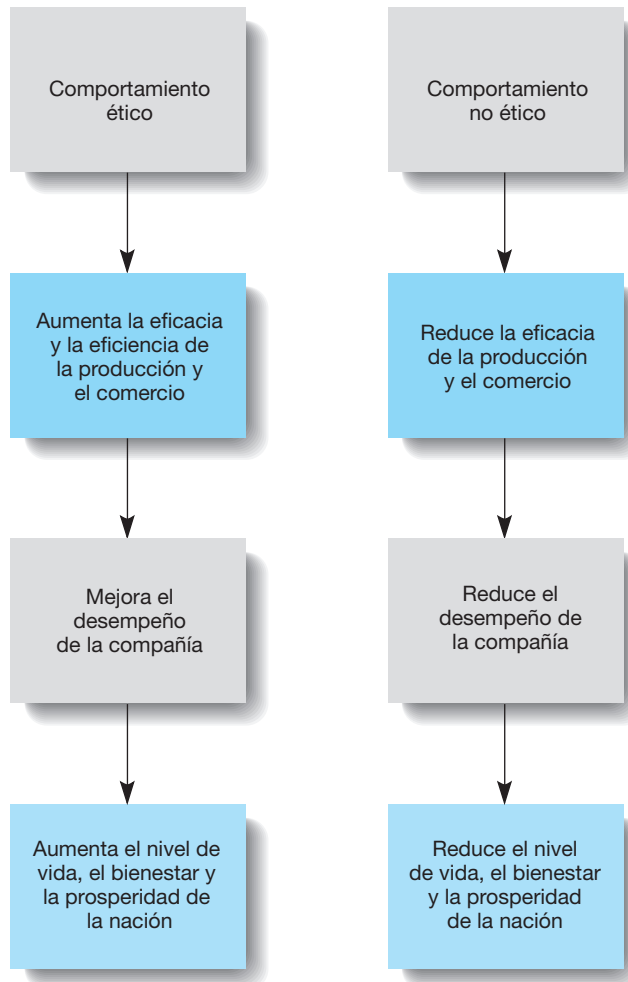 Comportamiento
ético
Comportamiento
no ético
Aumenta la eficacia
y la eficiencia de
la producción y
el comercio
Reduce la eficacia
de la producción
y el comercio
Mejora el
desempeño
de la compañía
Reduce el
desempeño de
la compañía
Aumenta el nivel de
vida, el bienestar y
la prosperidad de
la nación
Reduce el nivel
de vida, el bienestar
y la prosperidad
de la nación